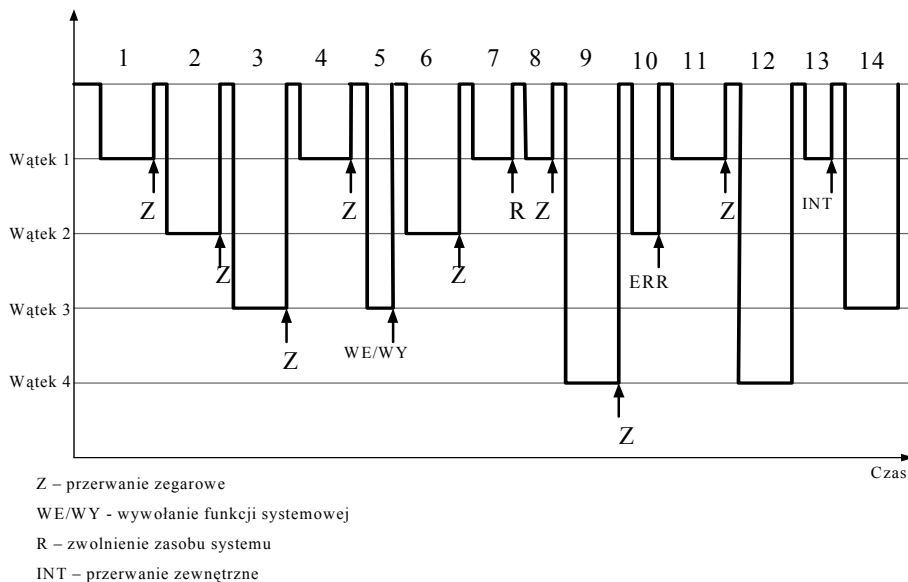 1 2 3 4 5 6 7 8 9 10 11 12 13 14
Wątek 1
Z Z R Z Z INT
Wątek 2
Z Z ERR
Wątek 3
Z WE/WY
Wątek 4
Z
Czas
Z – przerwanie zegarowe
WE/WY - wywołanie funkcji systemowej
R – zwolnienie zasobu systemu
INT – przerwanie zewnętrzne